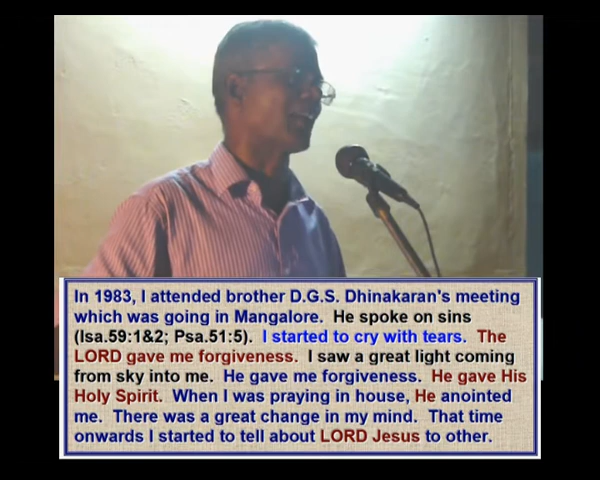 In 1983, I attended brother D.G.S. Dhinakaran's meeting
which was going in Mangalore.  He spoke on sins
(Isa.59:1&2; Psa.51:5).  I started to cry with tears.  The
LORD gave me forgiveness.  I saw a great light coming
from sky into me.  He gave me forgiveness.  He gave His
Holy Spirit.  When I was praying in house, He anointed
me.  There was a great change in my mind.  That time
onwards I started to tell about LORD Jesus to other.